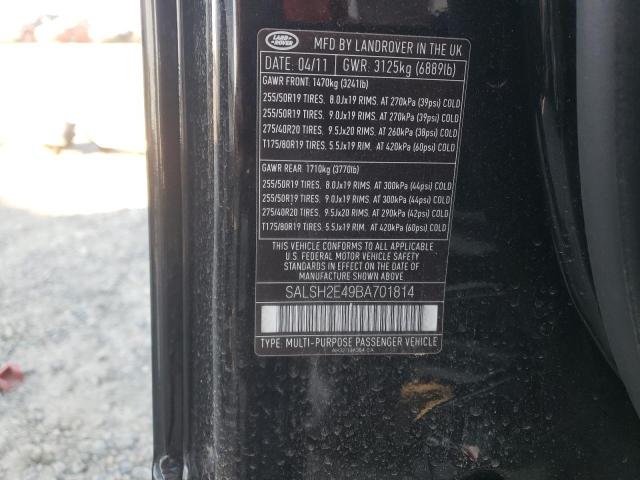 LAND ROVER
MFD BY LANDROVER IN THE UK
DATE: 04/11 GWR: 3125kg (6889lb)
GAWR FRONT: 1470kg (3241lb)
255/50R19 TIRES, 8.0Jx19 RIMS, AT 270kPa (39psi) COLD
255/50R19 TIRES, 9.0Jx19 RIMS, AT 270kPa (39psi) COLD
275/40R20 TIRES, 9.5Jx20 RIMS, AT 260kPa (38psi) COLD
T175/80R19 TIRES, 5.5Jx19 RIM, AT 420kPa (60psi) COLD
GAWR REAR: 1710kg (3770lb)
255/50R19 TIRES, 8.0Jx19 RIMS, AT 300kPa (44psi) COLD
255/50R19 TIRES, 9.0Jx19 RIMS, AT 300kPa (44psi) COLD
275/40R20 TIRES, 9.5Jx20 RIMS, AT 290kPa (42psi) COLD
T175/80R19 TIRES, 5.5Jx19 RIM, AT 420kPa (60psi) COLD
THIS VEHICLE CONFORMS TO ALL APPLICABLE
U.S. FEDERAL MOTOR VEHICLE SAFETY
STANDARDS IN EFFECT ON THE DATE OF
MANUFACTURE SHOWN ABOVE
SALSH2E49BA701814
TYPE: MULTI-PURPOSE PASSENGER VEHICLE